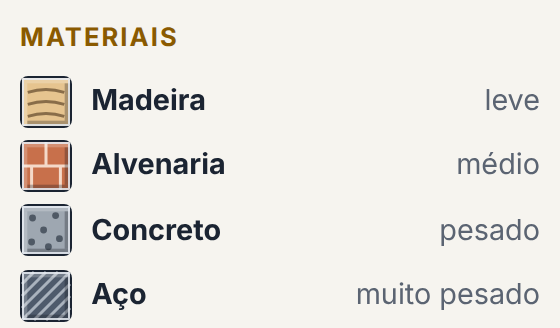 MATERIAIS
Madeira leve
Alvenaria médio
Concreto pesado
Aço muito pesado